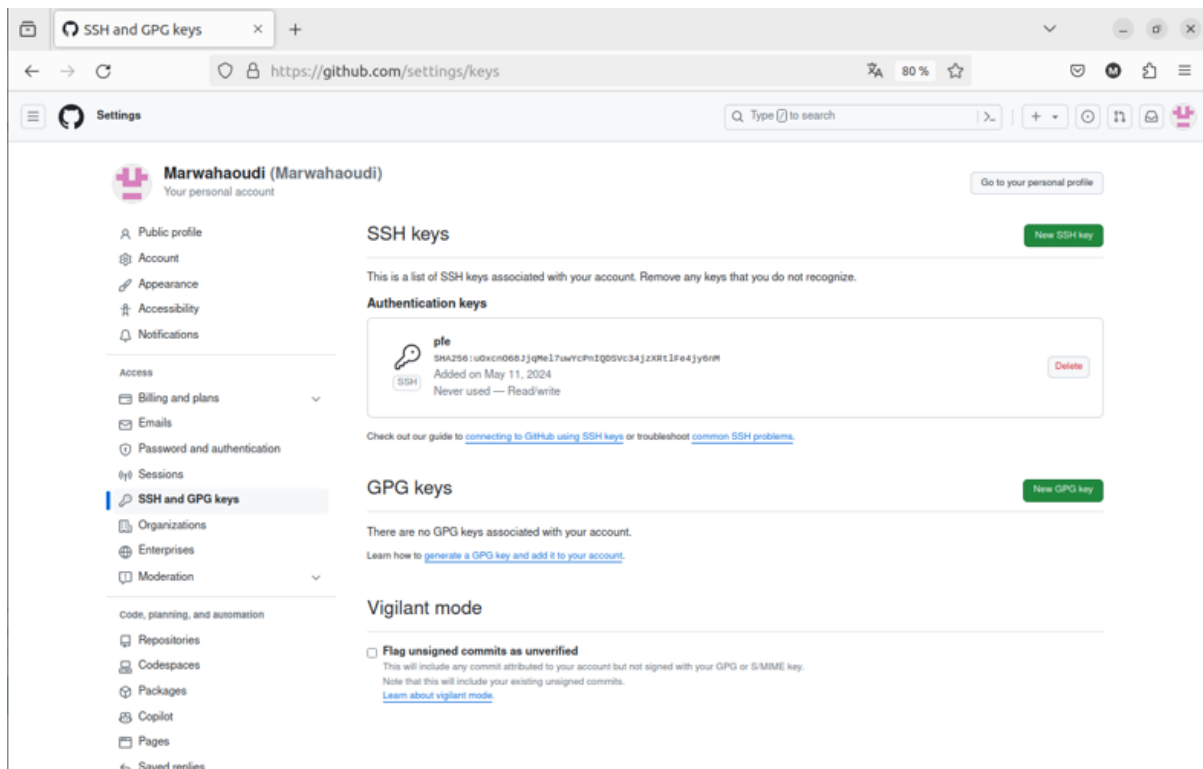 SSH and GPG keys
https://github.com/settings/keys
80 %
Settings
Type / to search
Marwahaoudi (Marwahaoudi)
Your personal account
Go to your personal profile
Public profile
Account
Appearance
Accessibility
Notifications
Access
Billing and plans
Emails
Password and authentication
Sessions
SSH and GPG keys
Organizations
Enterprises
Moderation
Code, planning, and automation
Repositories
Codespaces
Packages
Copilot
Pages
Saved replies
SSH keys
New SSH key
This is a list of SSH keys associated with your account. Remove any keys that you do not recognize.
Authentication keys
pfe
SSH
Added on May 11, 2024
Never used — Read/write
Delete
Check out our guide to connecting to GitHub using SSH keys or troubleshoot common SSH problems.
GPG keys
New GPG key
There are no GPG keys associated with your account.
Learn how to generate a GPG key and add it to your account.
Vigilant mode
Flag unsigned commits as unverified
This will include any commit attributed to your account but not signed with your GPG or S/MIME key.
Note that this will include your existing unsigned commits.
Learn about vigilant mode.